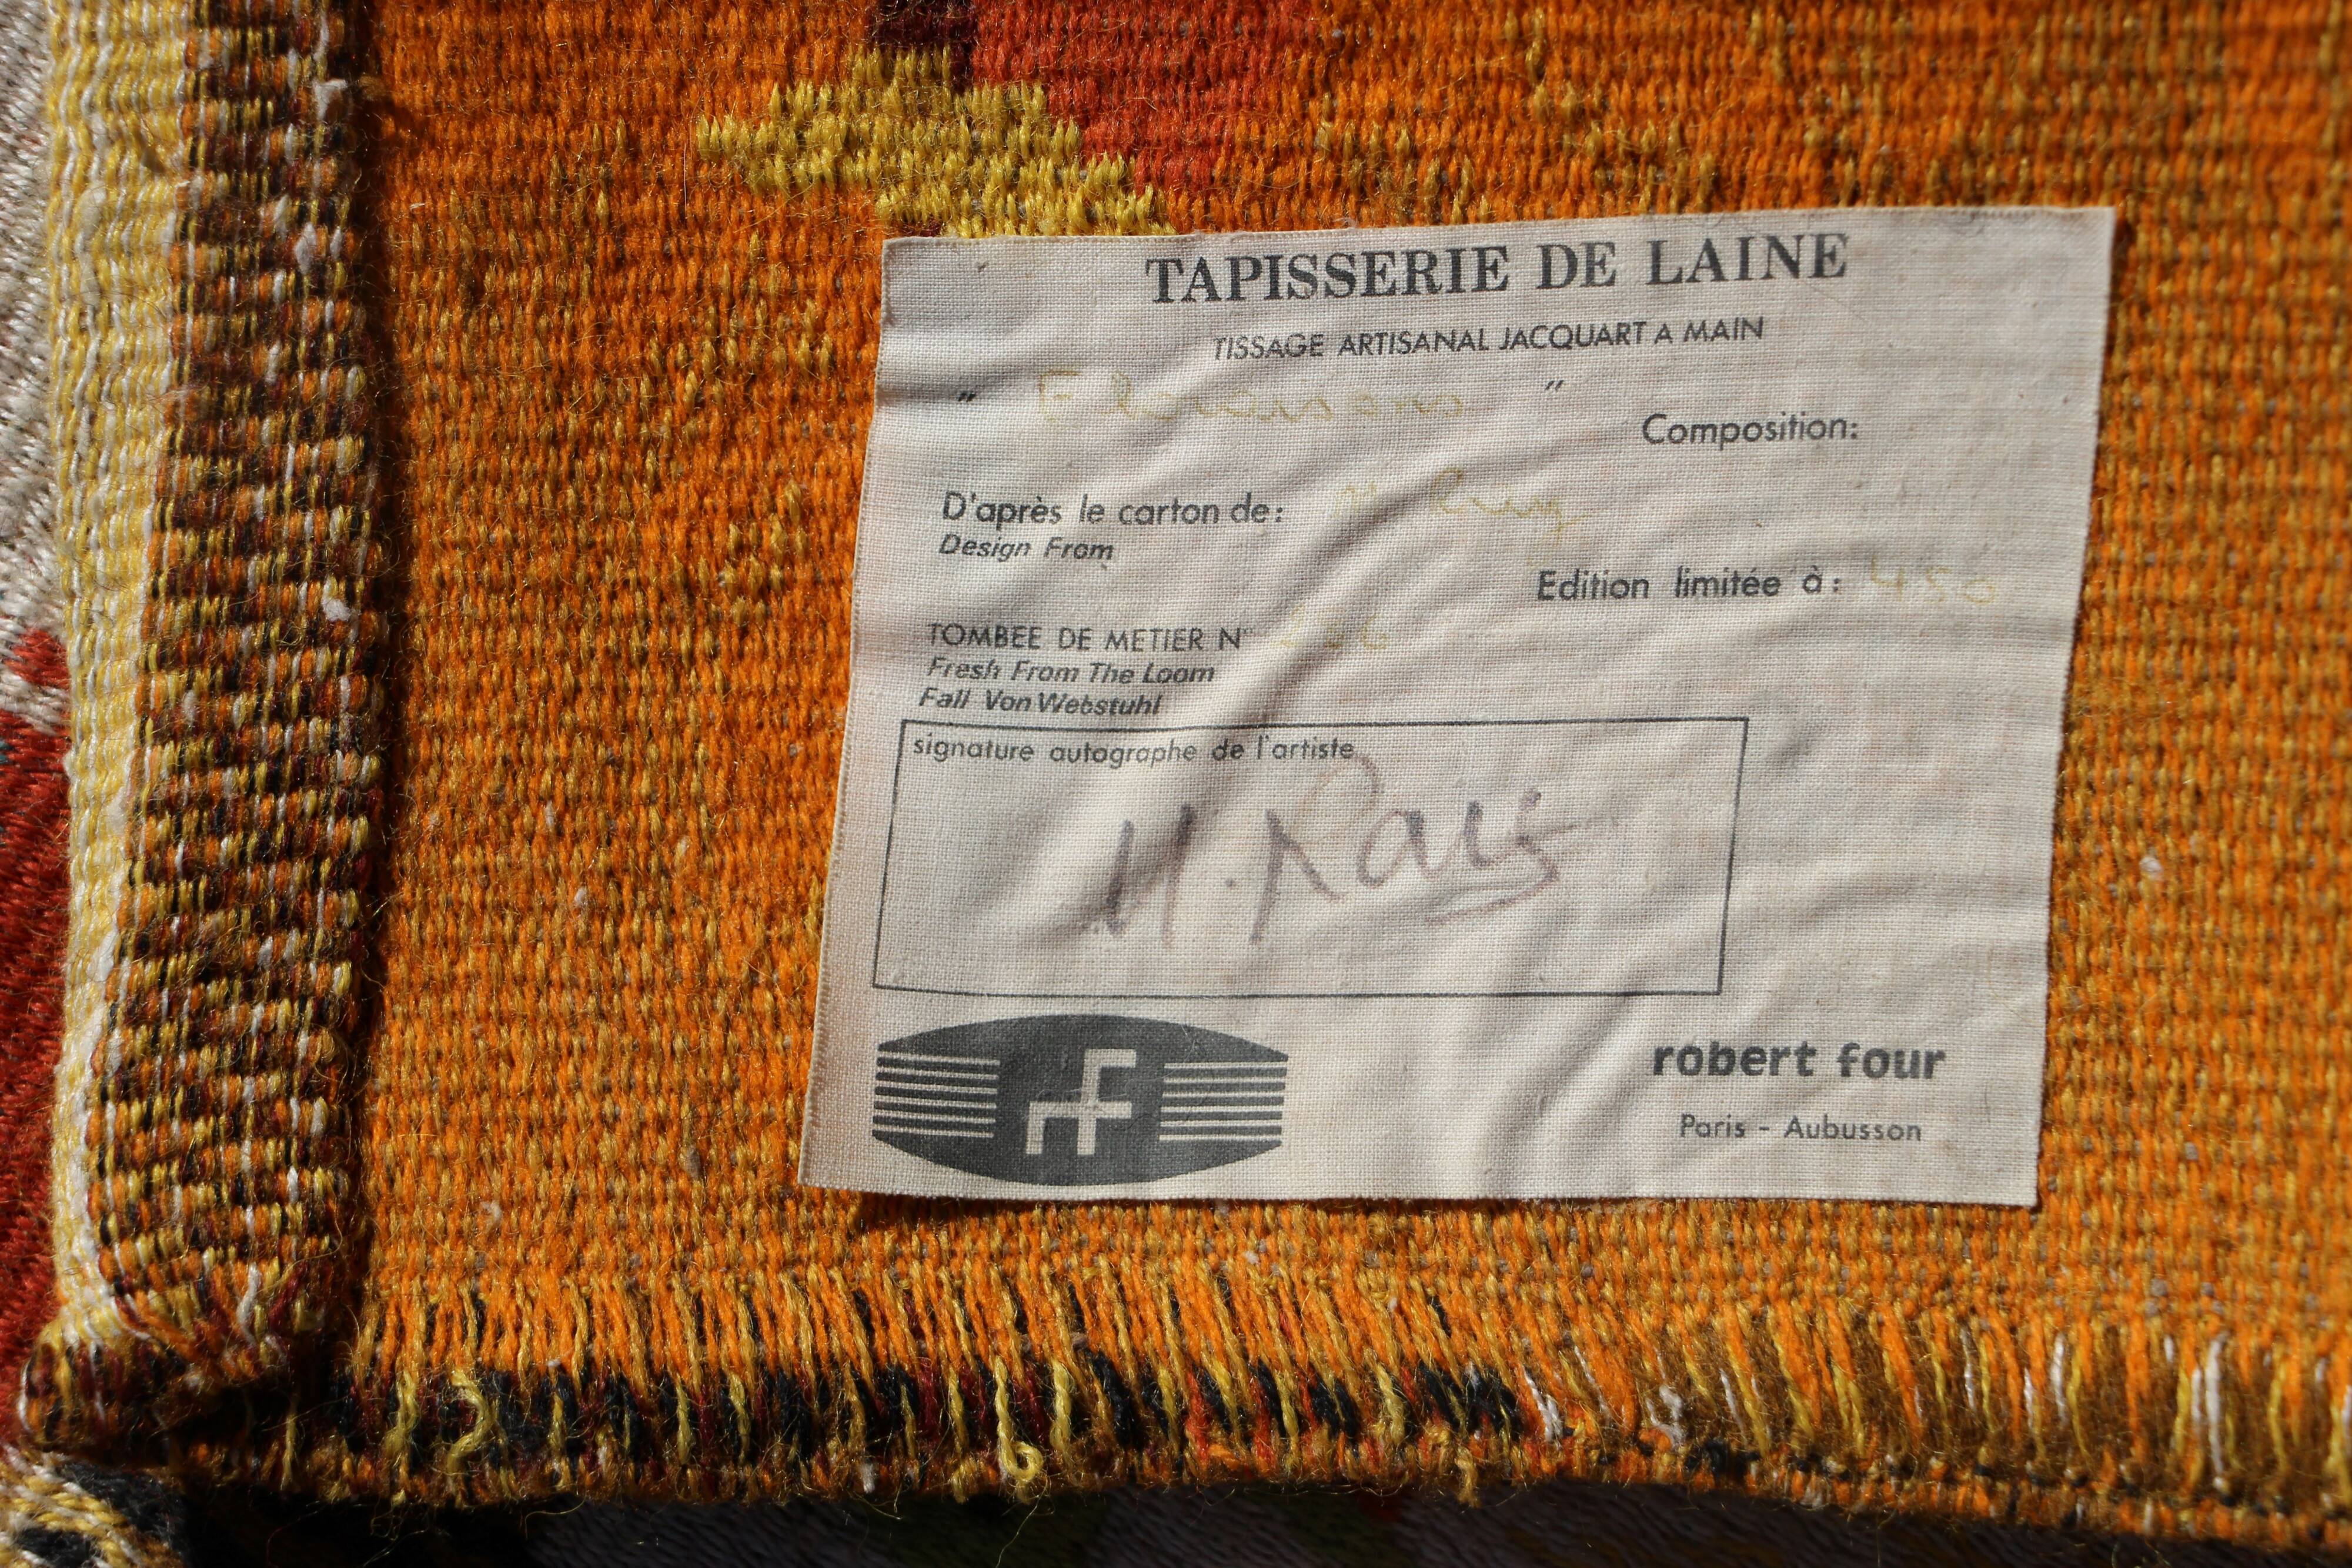 TAPISSERIE DE LAINE
TISSAGE ARTISANAL JACQUART A MAIN
" "
Composition:
D'après le carton de:
Design From
Edition limitée à: 450
TOMBEE DE METIER N°
Fresh From The Loom
Fall Von Webstuhl
signature autographe de l'artiste
robert four
Paris - Aubusson